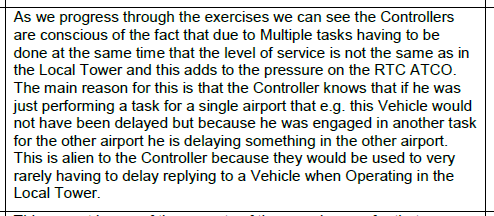 As we progress through the exercises we can see the Controllers
are conscious of the fact that due to Multiple tasks having to be
done at the same time that the level of service is not the same as in
the Local Tower and this adds to the pressure on the RTC ATCO.
The main reason for this is that the Controller knows that if he was
just performing a task for a single airport that e.g. this Vehicle would
not have been delayed but because he was engaged in another task
for the other airport he is delaying something in the other airport.
This is alien to the Controller because they would be used to very
rarely having to delay replying to a Vehicle when Operating in the
Local Tower.